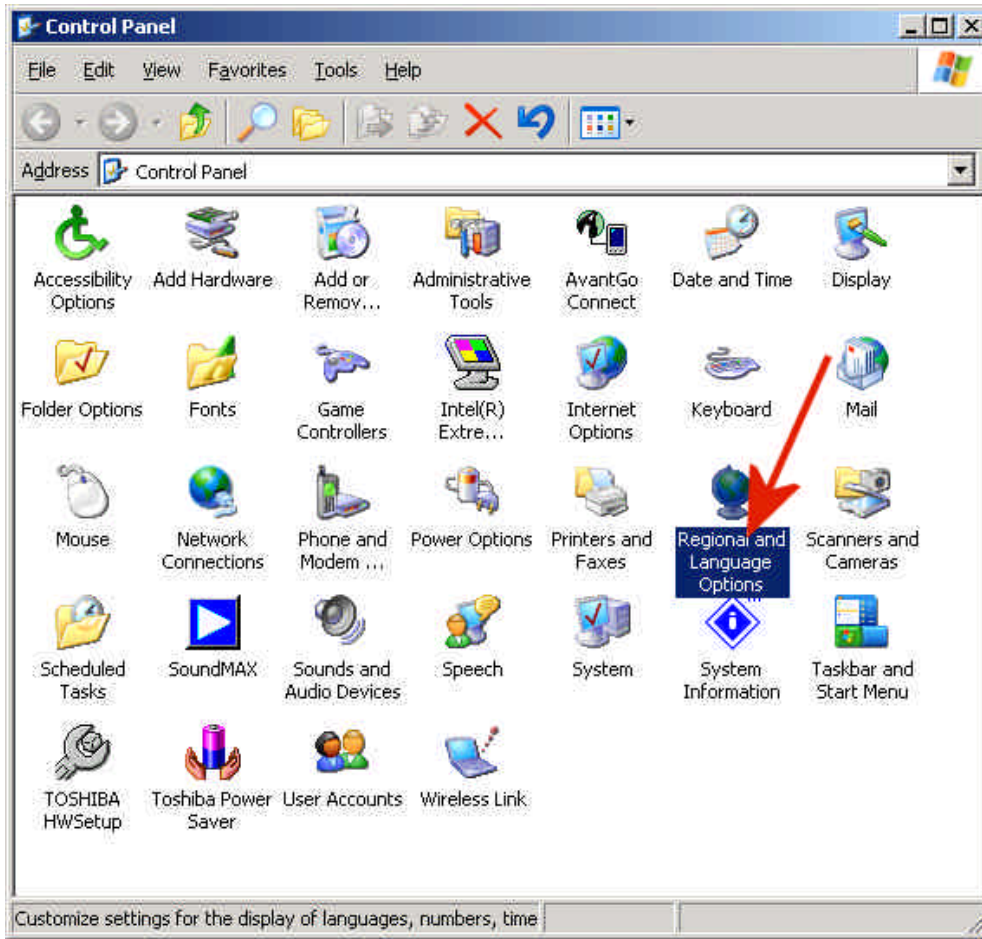 Control Panel
File Edit View Favorites Tools Help
Address Control Panel
Accessibility Options
Add Hardware
Add or Remov...
Administrative Tools
AvantGo Connect
Date and Time
Display
Folder Options
Fonts
Game Controllers
Intel(R) Extre...
Internet Options
Keyboard
Mail
Mouse
Network Connections
Phone and Modem ...
Power Options
Printers and Faxes
Regional and Language Options
Scanners and Cameras
Scheduled Tasks
SoundMAX
Sounds and Audio Devices
Speech
System
System Information
Taskbar and Start Menu
TOSHIBA HWSetup
Toshiba Power Saver
User Accounts
Wireless Link
Customize settings for the display of languages, numbers, time